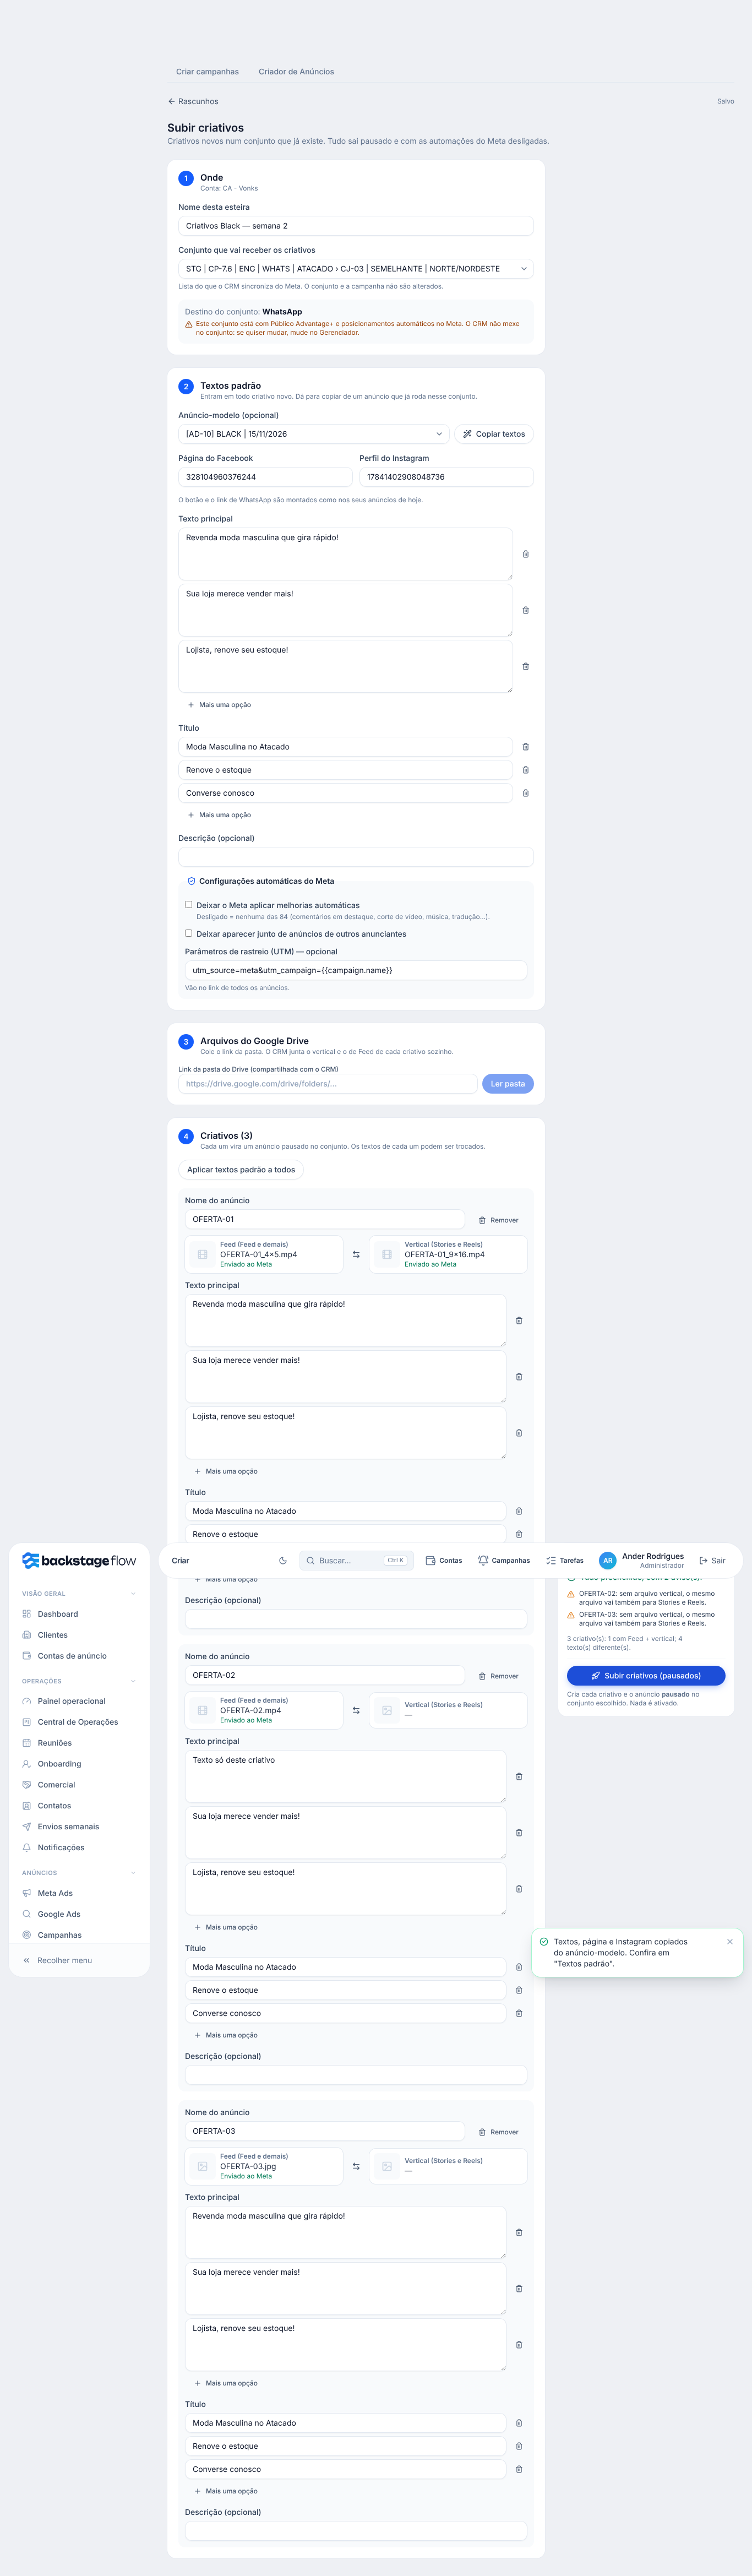 Criar campanhas
Criador de Anúncios
Rascunhos
Salvo
Subir criativos
Criativos novos num conjunto que já existe. Tudo sai pausado e com as automações do Meta desligadas.
1
Onde
Conta: CA - Vonks
Nome desta esteira
Criativos Black — semana 2
Conjunto que vai receber os criativos
STG | CP-7.6 | ENG | WHATS | ATACADO › CJ-03 | SEMELHANTE | NORTE/NORDESTE
Lista do que o CRM sincroniza do Meta. O conjunto e a campanha não são alterados.
Destino do conjunto: WhatsApp
Este conjunto está com Público Advantage+ e posicionamentos automáticos no Meta. O CRM não mexe
no conjunto: se quiser mudar, mude no Gerenciador.
2
Textos padrão
Entram em todo criativo novo. Dá para copiar de um anúncio que já roda nesse conjunto.
Anúncio-modelo (opcional)
[AD-10] BLACK | 15/11/2026
Copiar textos
Página do Facebook
Perfil do Instagram
328104960376244
17841402908048736
O botão e o link de WhatsApp são montados como nos seus anúncios de hoje.
Texto principal
Revenda moda masculina que gira rápido!
Sua loja merece vender mais!
Lojista, renove seu estoque!
Mais uma opção
Título
Moda Masculina no Atacado
Renove o estoque
Converse conosco
Mais uma opção
Descrição (opcional)
Configurações automáticas do Meta
Deixar o Meta aplicar melhorias automáticas
Desligado = nenhuma das 84 (comentários em destaque, corte de vídeo, música, tradução...).
Deixar aparecer junto de anúncios de outros anunciantes
Parâmetros de rastreio (UTM) — opcional
utm_source=meta&utm_campaign={{campaign.name}}
Vão no link de todos os anúncios.
3
Arquivos do Google Drive
Cole o link da pasta. O CRM junta o vertical e o de Feed de cada criativo sozinho.
Link da pasta do Drive (compartilhada com o CRM)
https://drive.google.com/drive/folders/...
Ler pasta
4
Criativos (3)
Cada um vira um anúncio pausado no conjunto. Os textos de cada um podem ser trocados.
Aplicar textos padrão a todos
Nome do anúncio
OFERTA-01
Remover
Feed (Feed e demais)
OFERTA-01_4x5.mp4
Enviado ao Meta
Vertical (Stories e Reels)
OFERTA-01_9x16.mp4
Enviado ao Meta
Texto principal
Revenda moda masculina que gira rápido!
Sua loja merece vender mais!
Lojista, renove seu estoque!
Mais uma opção
Título
Moda Masculina no Atacado
Renove o estoque
backstageflow
Criar
Buscar...
Ctrl K
Contas
Campanhas
Tarefas
AR
Ander Rodrigues
Administrador
Sair
Mais uma opção
VISÃO GERAL
Dashboard
Clientes
Contas de anúncio
OPERAÇÕES
Painel operacional
Central de Operações
Reuniões
Onboarding
Comercial
Contatos
Envios semanais
Notificações
ANÚNCIOS
Meta Ads
Google Ads
Campanhas
Recolher menu
OFERTA-02: sem arquivo vertical, o mesmo
arquivo vai também para Stories e Reels.
OFERTA-03: sem arquivo vertical, o mesmo
arquivo vai também para Stories e Reels.
3 criativo(s): 1 com Feed + vertical; 4
texto(s) diferente(s).
Subir criativos (pausados)
Cria cada criativo e o anúncio pausado no
conjunto escolhido. Nada é ativado.
Descrição (opcional)
Nome do anúncio
OFERTA-02
Remover
Feed (Feed e demais)
OFERTA-02.mp4
Enviado ao Meta
Vertical (Stories e Reels)
—
Texto principal
Texto só deste criativo
Sua loja merece vender mais!
Lojista, renove seu estoque!
Mais uma opção
Textos, página e Instagram copiados
do anúncio-modelo. Confira em
"Textos padrão".
Título
Moda Masculina no Atacado
Renove o estoque
Converse conosco
Mais uma opção
Descrição (opcional)
Nome do anúncio
OFERTA-03
Remover
Feed (Feed e demais)
OFERTA-03.jpg
Enviado ao Meta
Vertical (Stories e Reels)
—
Texto principal
Revenda moda masculina que gira rápido!
Sua loja merece vender mais!
Lojista, renove seu estoque!
Mais uma opção
Título
Moda Masculina no Atacado
Renove o estoque
Converse conosco
Mais uma opção
Descrição (opcional)